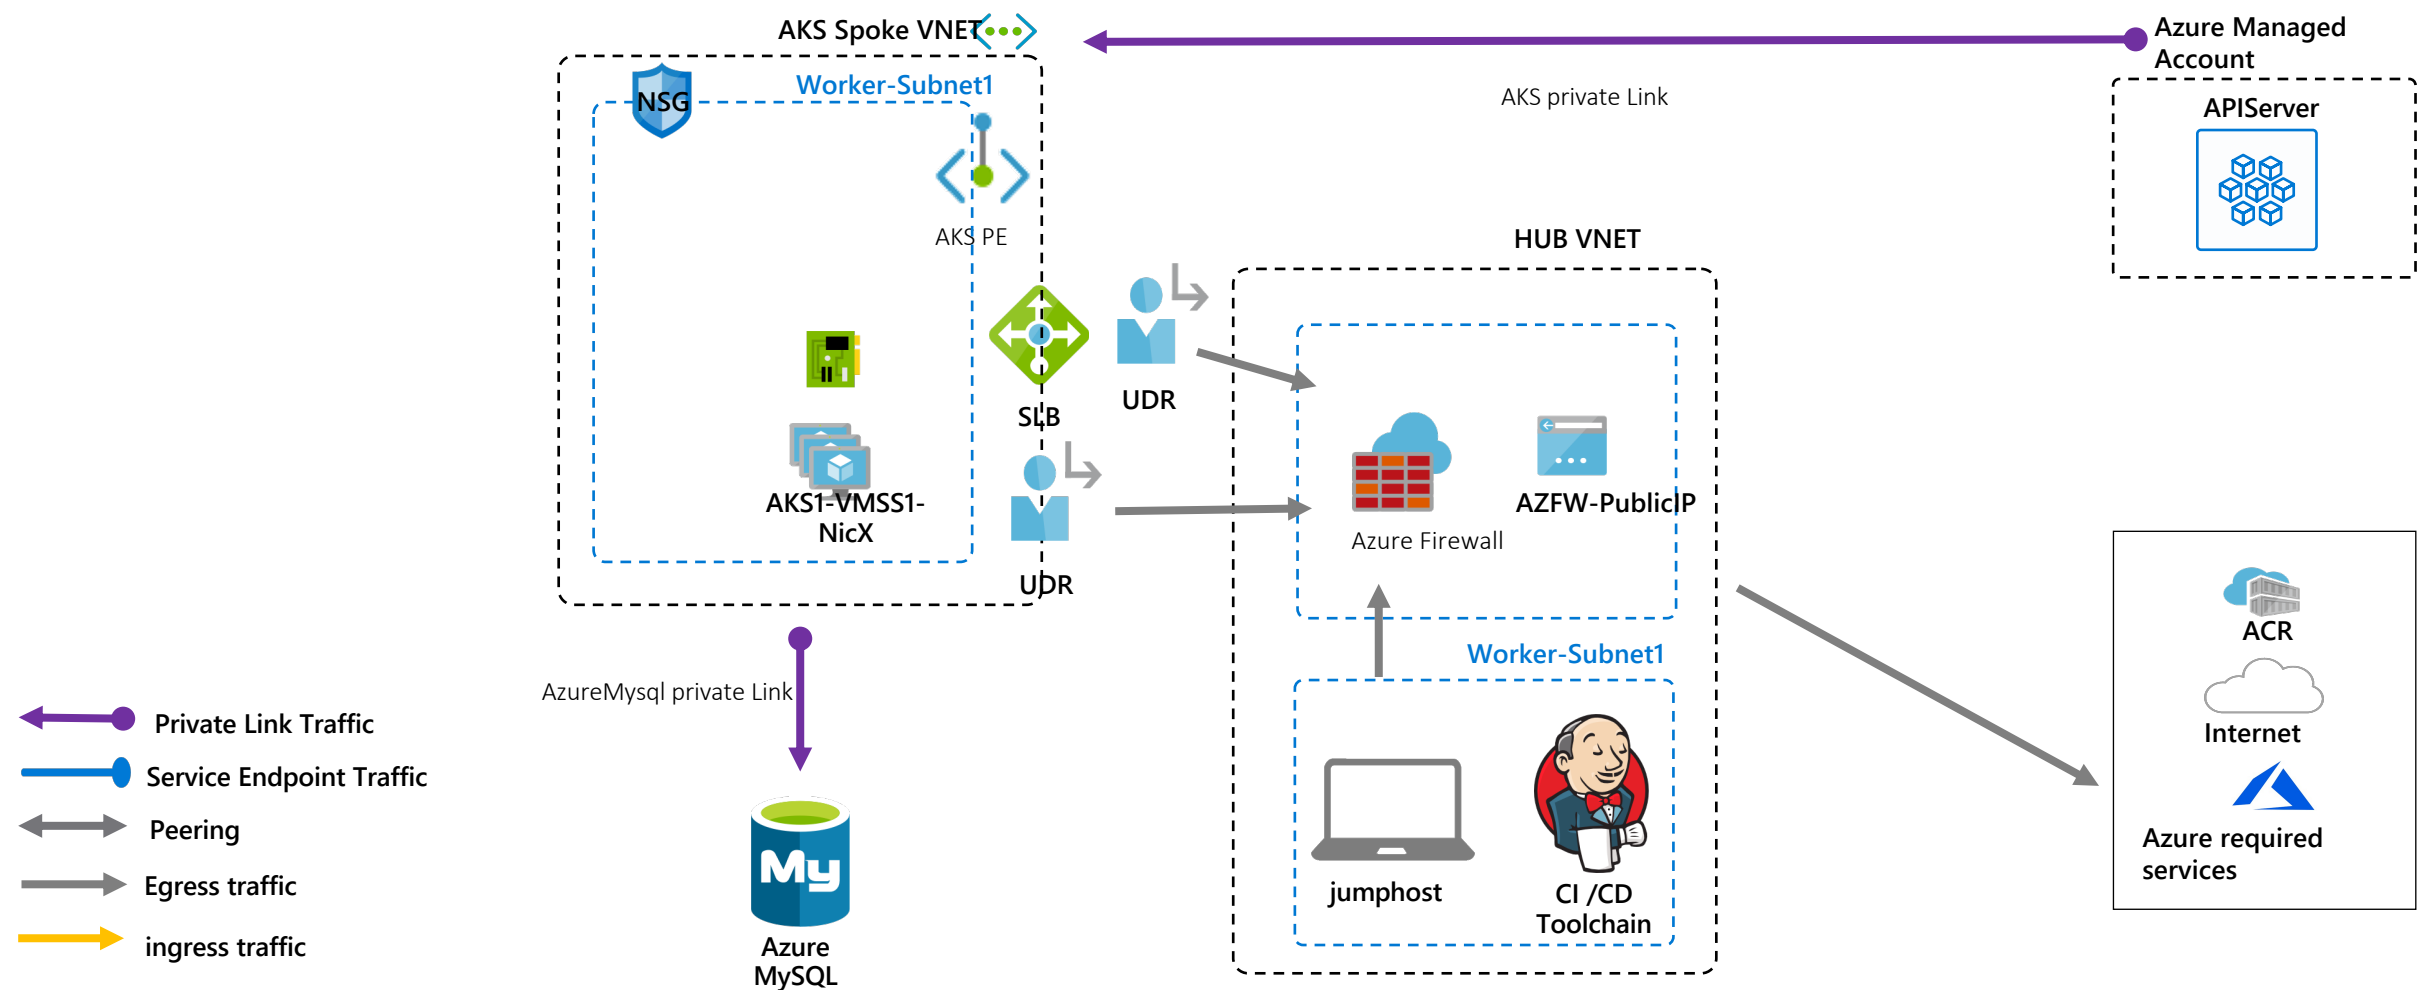 AKS Spoke VNET
Azure Managed
Account
Worker-Subnet1
NSG
AKS private Link
APIServer
AKS PE
HUB VNET
UDR
SLB
AKS1-VMSS1-
NicX
AZFW-PublicIP
Azure Firewall
UDR
ACR
Worker-Subnet1
AzureMysql private Link
Private Link Traffic
Internet
Service Endpoint Traffic
Peering
Azure required
services
My
Egress traffic
jumphost
CI /CD
Toolchain
ingress traffic
Azure
MySQL